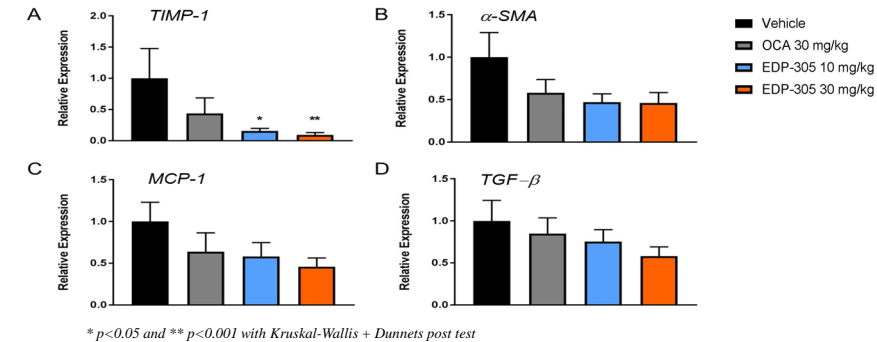 A
TIMP-1
Relative Expression
2.0
1.5
1.0
0.5
0.0
*
**
B
α-SMA
Relative Expression
1.5
1.0
0.5
0.0
Vehicle
OCA 30 mg/kg
EDP-305 10 mg/kg
EDP-305 30 mg/kg
C
MCP-1
Relative Expression
1.5
1.0
0.5
0.0
D
TGF–β
Relative Expression
1.5
1.0
0.5
0.0
* p<0.05 and ** p<0.001 with Kruskal-Wallis + Dunnets post test